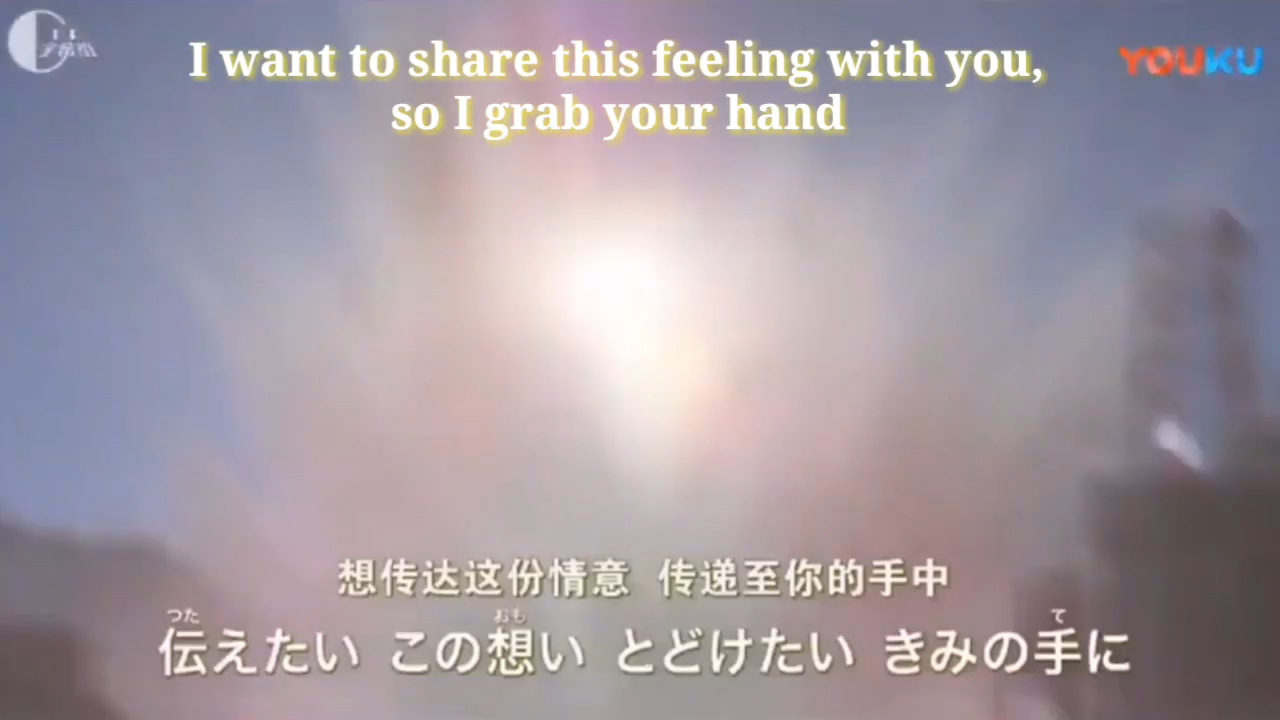 I want to share this feeling with you,
so I grab your hand
YOUKU
想传达这份情意 传递至你的手中
つた おも て
伝えたい この想い とどけたい きみの手に